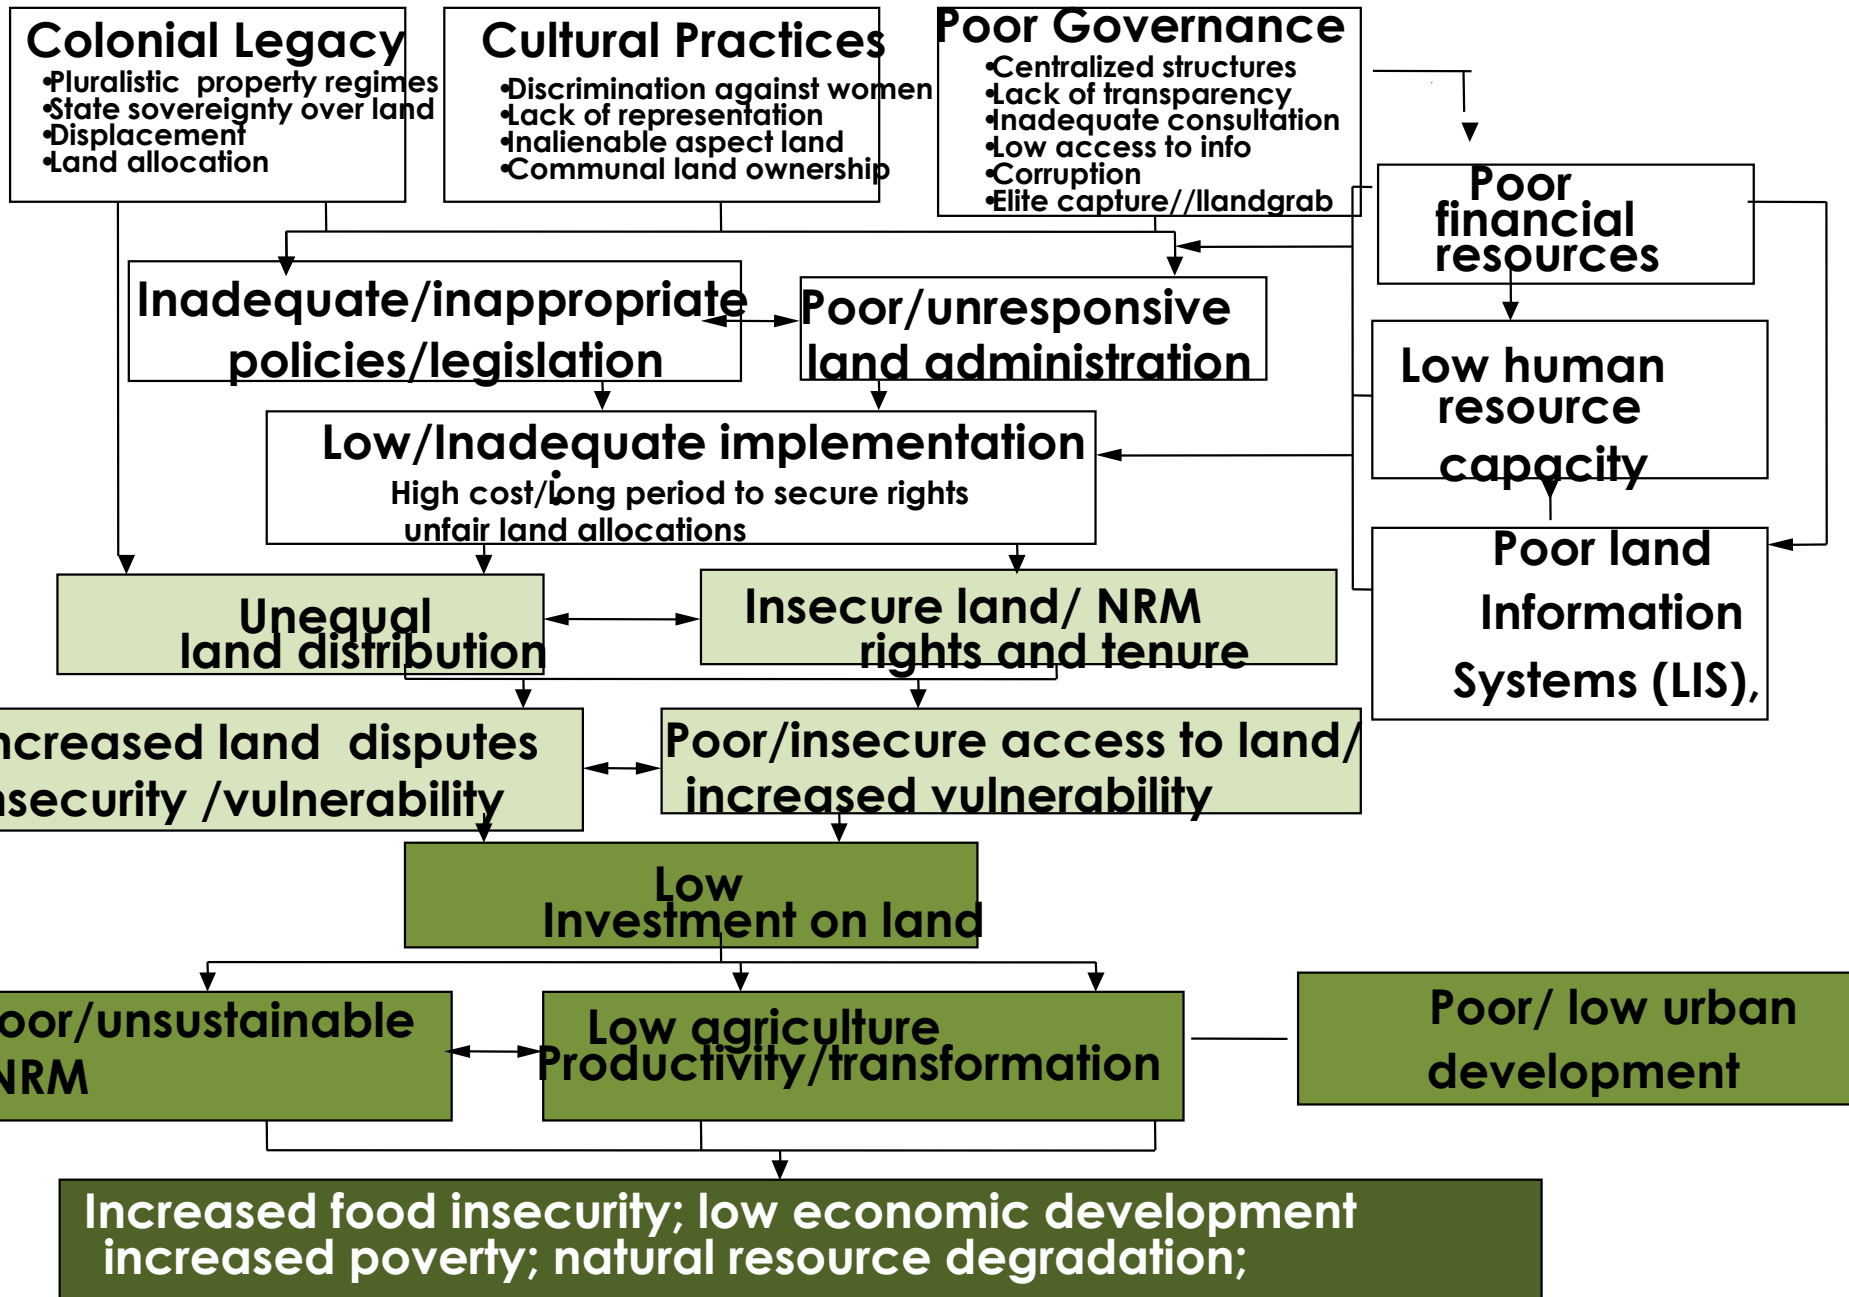 Colonial Legacy
•Pluralistic property regimes
•State sovereignty over land
•Displacement
•Land allocation
Cultural Practices
•Discrimination against women
•Lack of representation
•Inalienable aspect land
•Communal land ownership
Poor Governance
•Centralized structures
•Lack of transparency
•Inadequate consultation
•Low access to info
•Corruption
•Elite capture//llandgrab
Poor
financial
resources
Inadequate/inappropriate
policies/legislation
Poor/unresponsive
land administration
Low human
resource
capacity
Low/Inadequate implementation
:
High cost/long period to secure rights
unfair land allocations
Poor land
Information
Systems (LIS),
Unequal
land distribution
Insecure land/ NRM
rights and tenure
ncreased land disputes
nsecurity /vulnerability
Poor/insecure access to land/
increased vulnerability
Low
Investment on land
oor/unsustainable
NRM
Low agriculture
Productivity/transformation
Poor/ low urban
development
Increased food insecurity; low economic development
increased poverty; natural resource degradation;